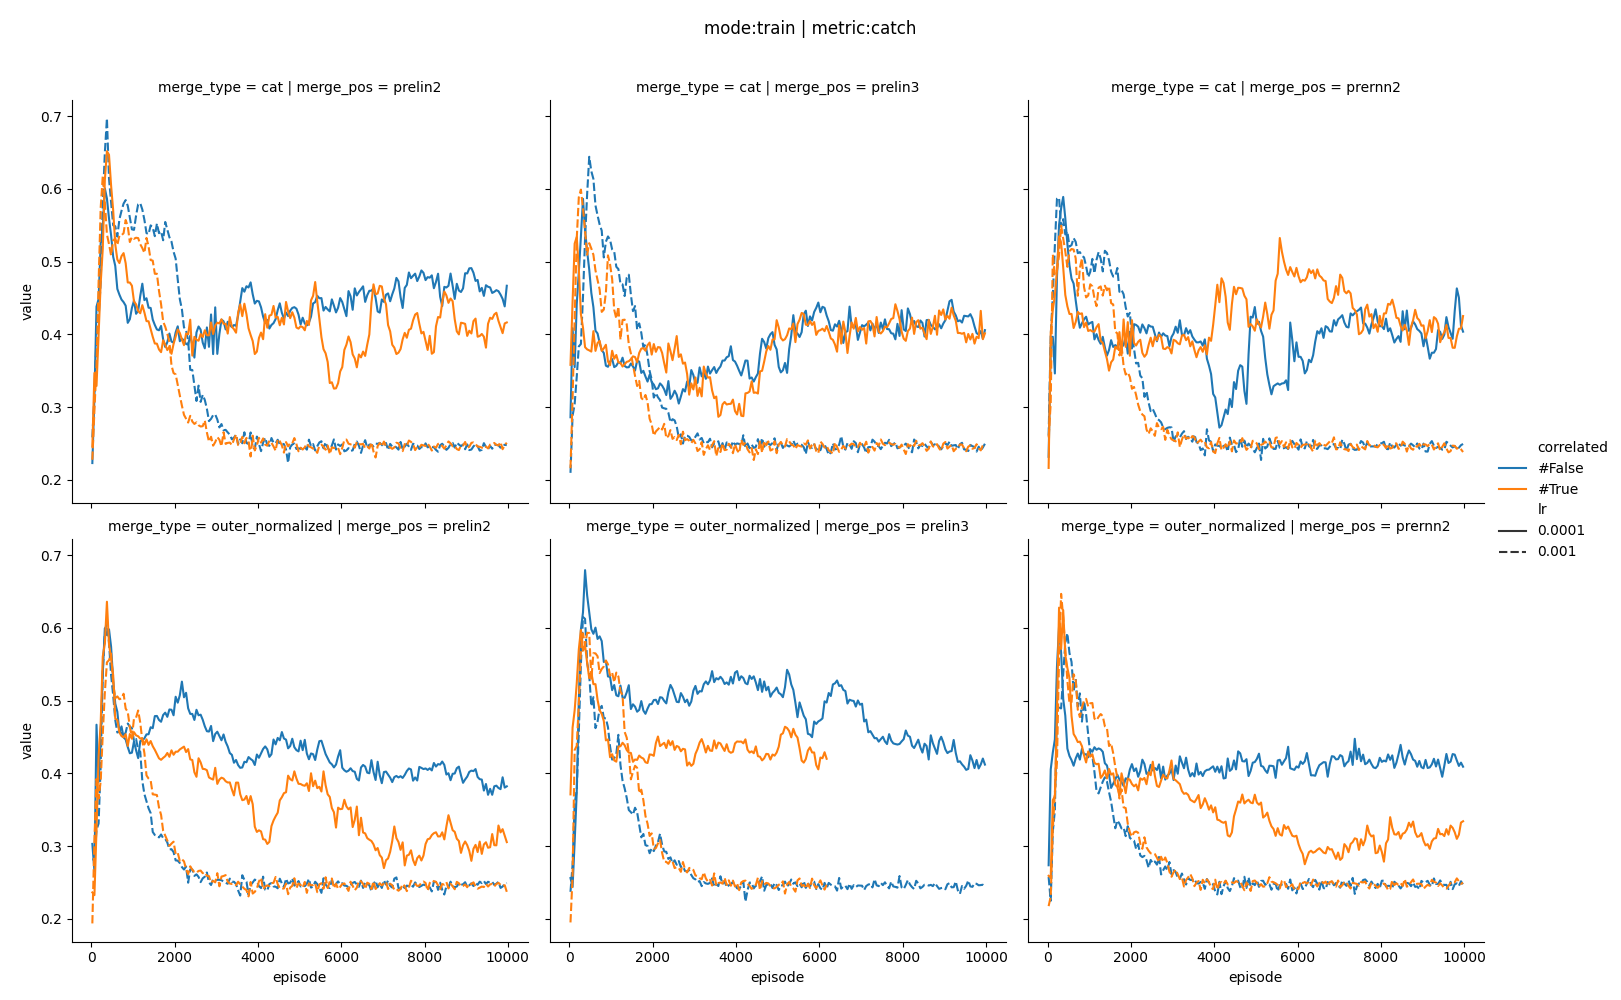 mode:train | metric:catch
merge_type = cat | merge_pos = prelin2
merge_type = cat | merge_pos = prelin3
merge_type = cat | merge_pos = prernn2
0.7
0.6
0.5
0.4
0.3
0.2
value
correlated
#False
#True
lr
0.0001
0.001
merge_type = outer_normalized | merge_pos = prelin2
merge_type = outer_normalized | merge_pos = prelin3
merge_type = outer_normalized | merge_pos = prernn2
0.7
0.6
0.5
0.4
0.3
0.2
value
0 2000 4000 6000 8000 10000
0 2000 4000 6000 8000 10000
0 2000 4000 6000 8000 10000
episode
episode
episode